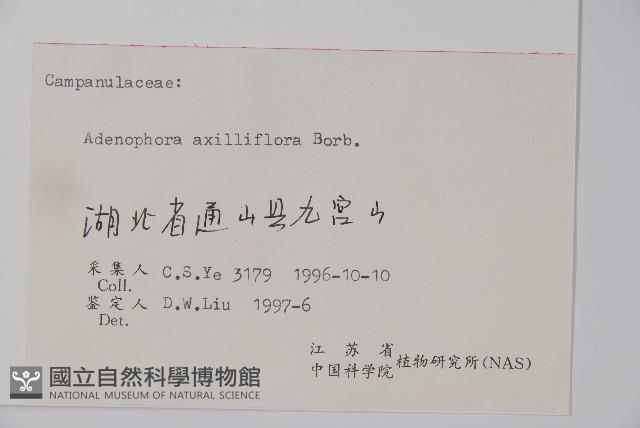 Campanulaceae:
Adenophora axilliflora Borb.
湖北省通山县九宫山
采集人 C.S.Ye 3179 1996-10-10
Coll.
鉴定人 D.W.Liu 1997-6
Det.
江苏省
中国科学院植物研究所(NAS)
國立自然科學博物館
NATIONAL MUSEUM OF NATURAL SCIENCE